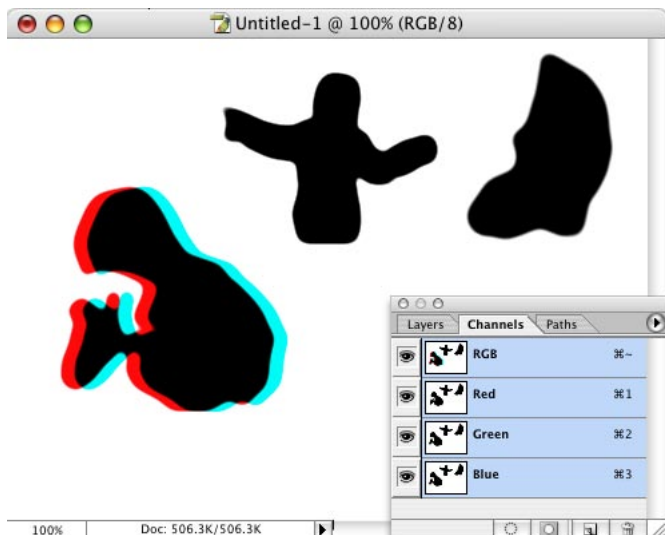 Untitled-1 @ 100% (RGB/8)
Layers Channels Paths
RGB ⌘~
Red ⌘1
Green ⌘2
Blue ⌘3
100% Doc: 506.3K/506.3K